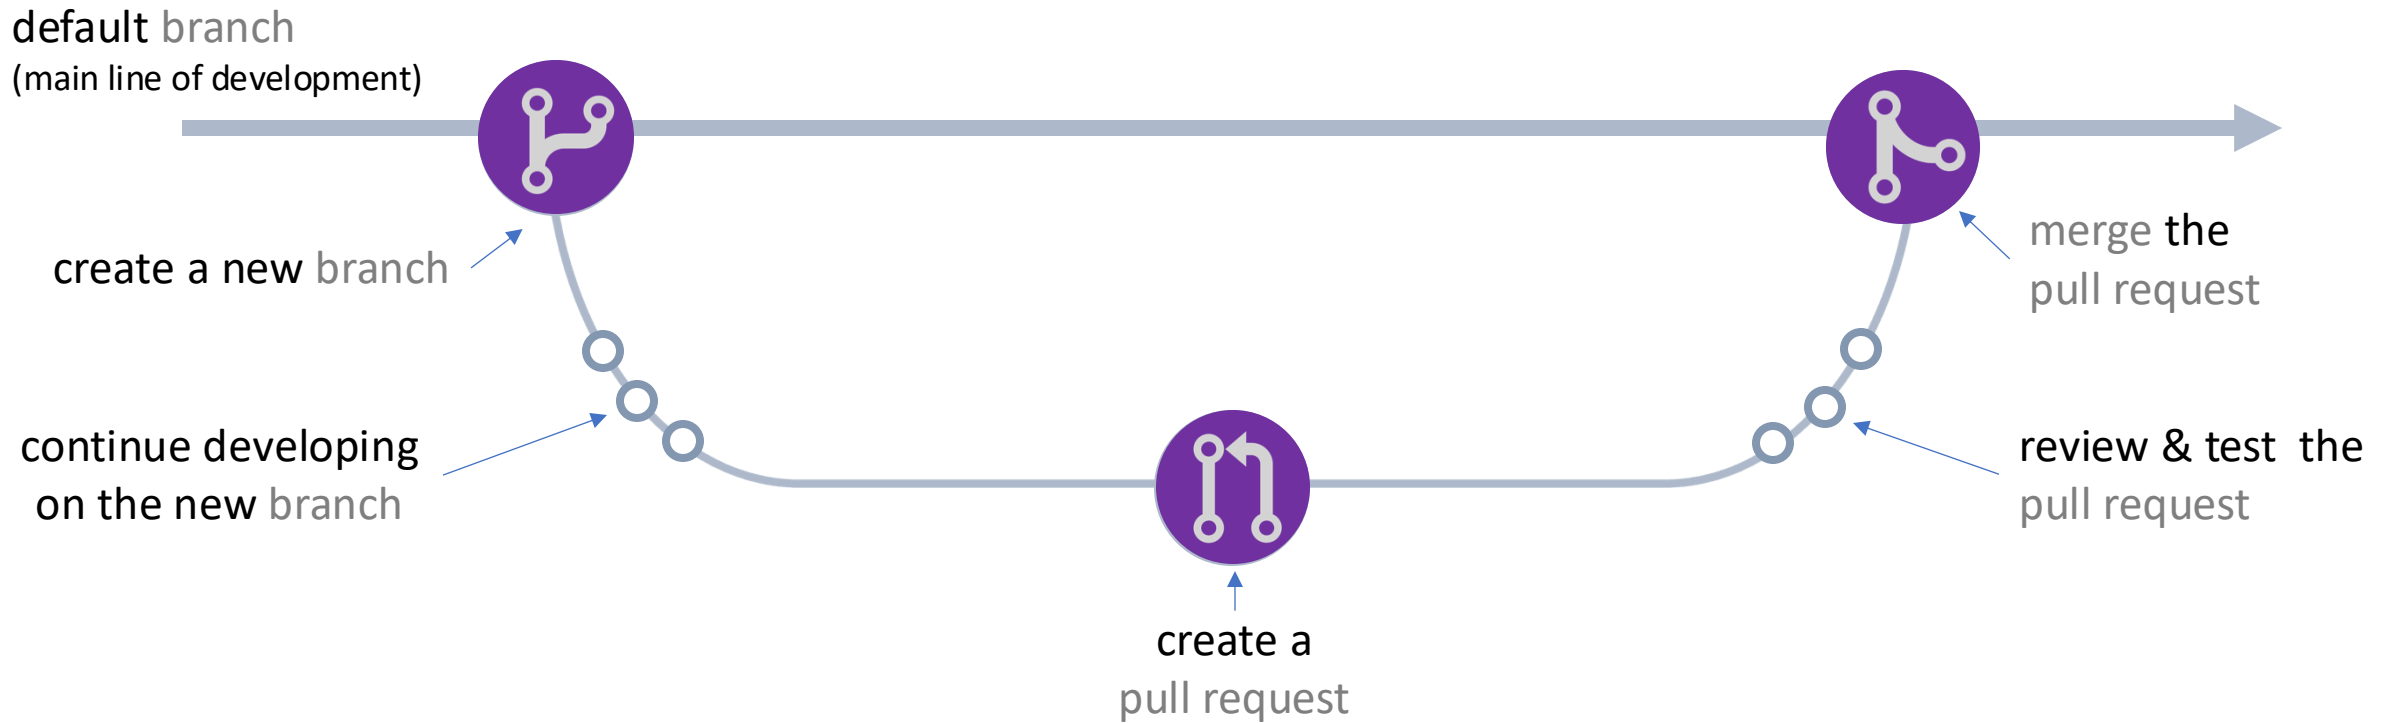 default branch
(main line of development)
create a new branch
merge the
pull request
continue developing
on the new branch
review & test  the
pull request
create a
pull request